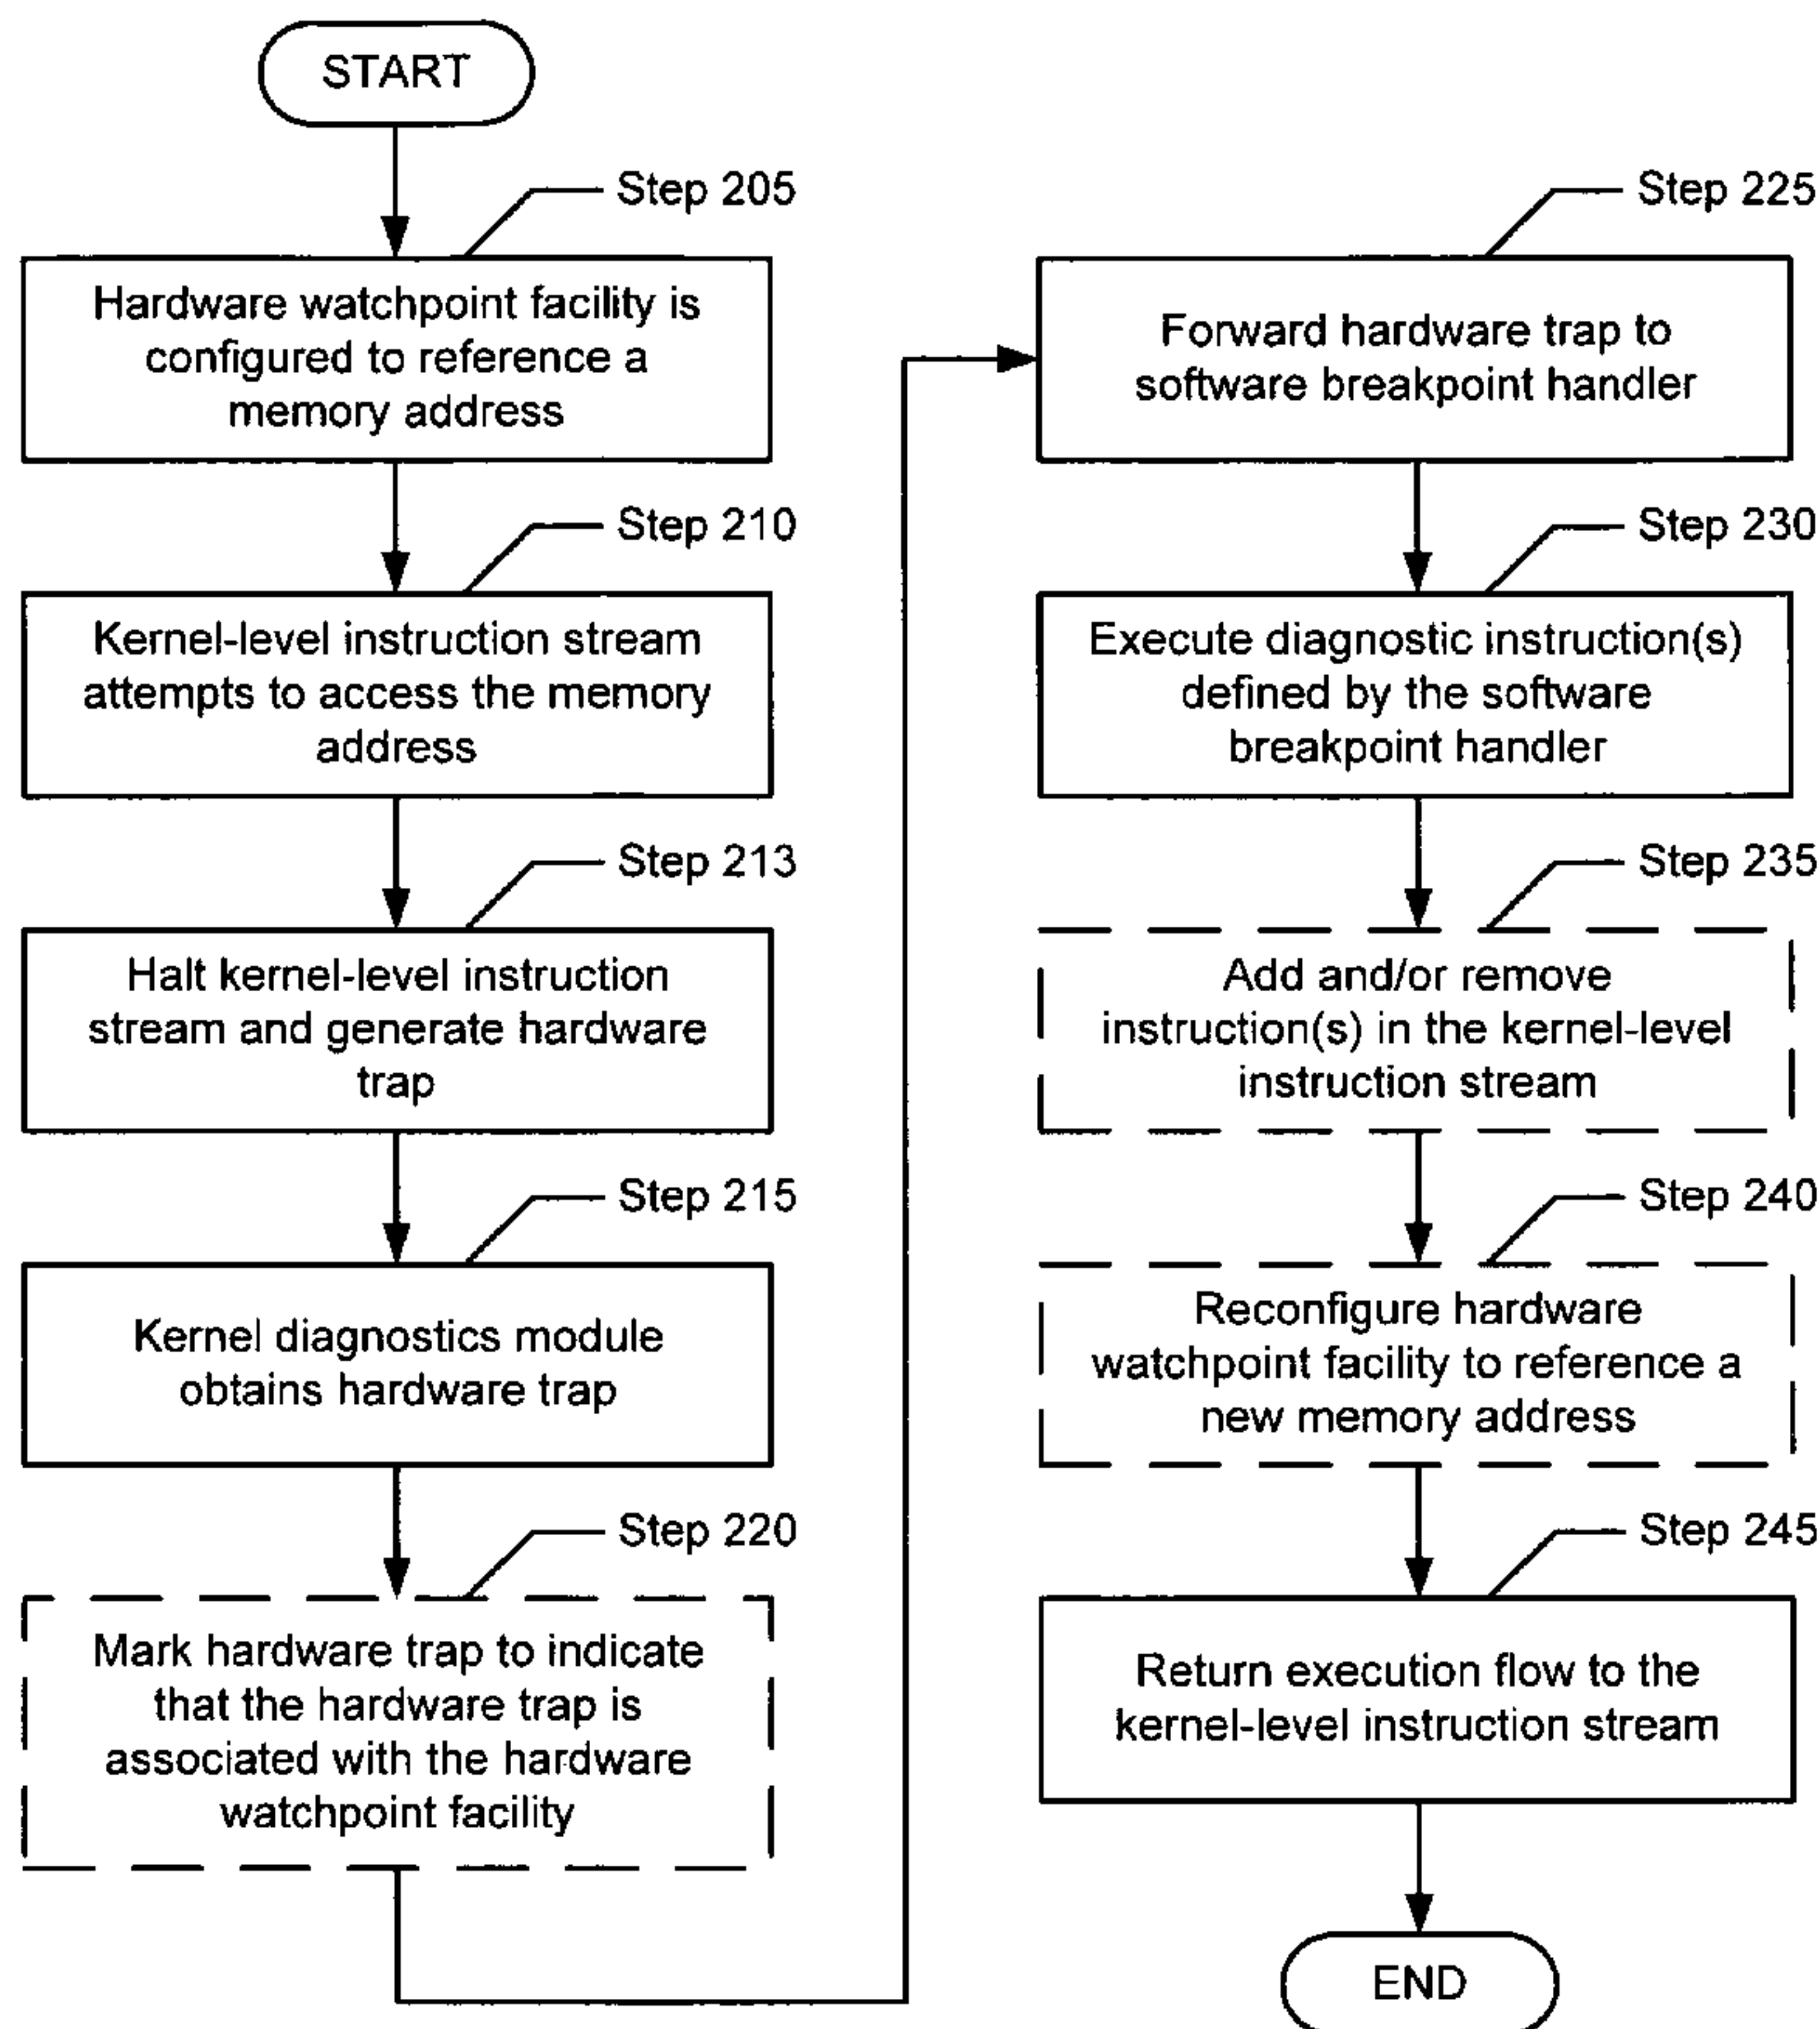 START
Step 205
Hardware watchpoint facility is
configured to reference a
memory address
Step 210
Kernel-level instruction stream
attempts to access the memory
address
Step 213
Halt kernel-level instruction
stream and generate hardware
trap
Step 215
Kernel diagnostics module
obtains hardware trap
Step 220
Mark hardware trap to indicate
that the hardware trap is
associated with the hardware
watchpoint facility
Step 225
Forward hardware trap to
software breakpoint handler
Step 230
Execute diagnostic instruction(s)
defined by the software
breakpoint handler
Step 235
Add and/or remove
instruction(s) in the kernel-level
instruction stream
Step 240
Reconfigure hardware
watchpoint facility to reference a
new memory address
Step 245
Return execution flow to the
kernel-level instruction stream
END